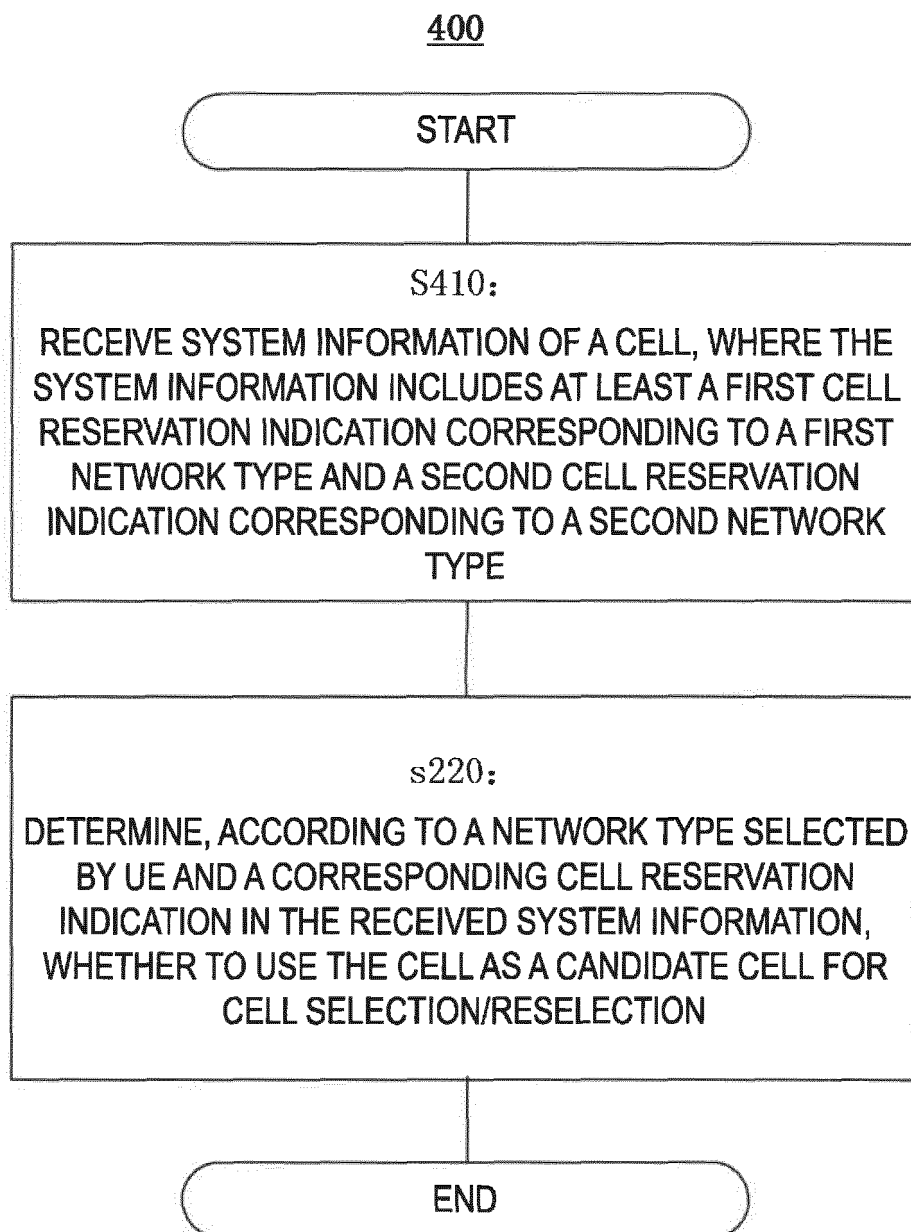 400
START
S410:
RECEIVE SYSTEM INFORMATION OF A CELL, WHERE THE
SYSTEM INFORMATION INCLUDES AT LEAST A FIRST CELL
RESERVATION INDICATION CORRESPONDING TO A FIRST
NETWORK TYPE AND A SECOND CELL RESERVATION
INDICATION CORRESPONDING TO A SECOND NETWORK
TYPE
s220:
DETERMINE, ACCORDING TO A NETWORK TYPE SELECTED
BY UE AND A CORRESPONDING CELL RESERVATION
INDICATION IN THE RECEIVED SYSTEM INFORMATION,
WHETHER TO USE THE CELL AS A CANDIDATE CELL FOR
CELL SELECTION/RESELECTION
END